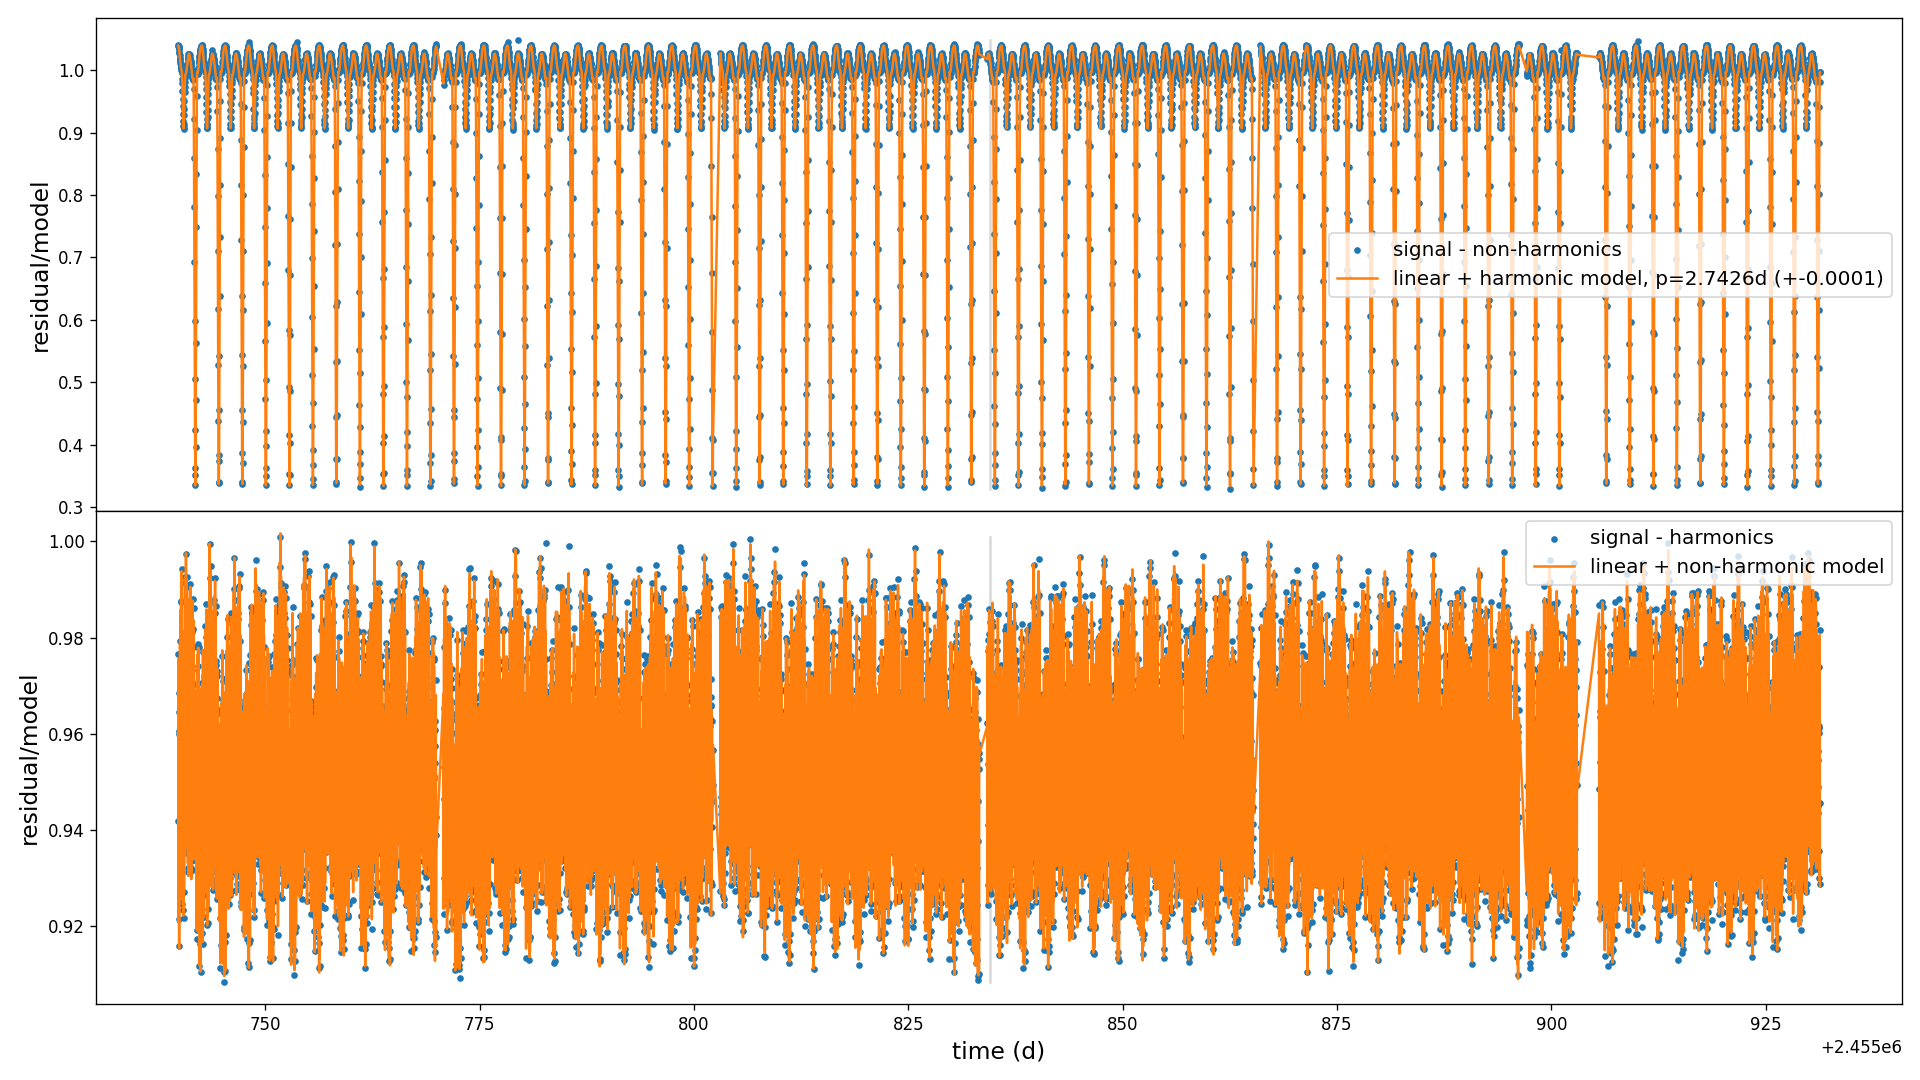 1.0
0.9
0.8
0.7
0.6
0.5
0.4
0.3
residual/model
signal - non-harmonics
linear + harmonic model, p=2.7426d (+-0.0001)
1.00
0.98
0.96
0.94
0.92
residual/model
signal - harmonics
linear + non-harmonic model
750
775
800
825
850
875
900
925
time (d)
+2.455e6